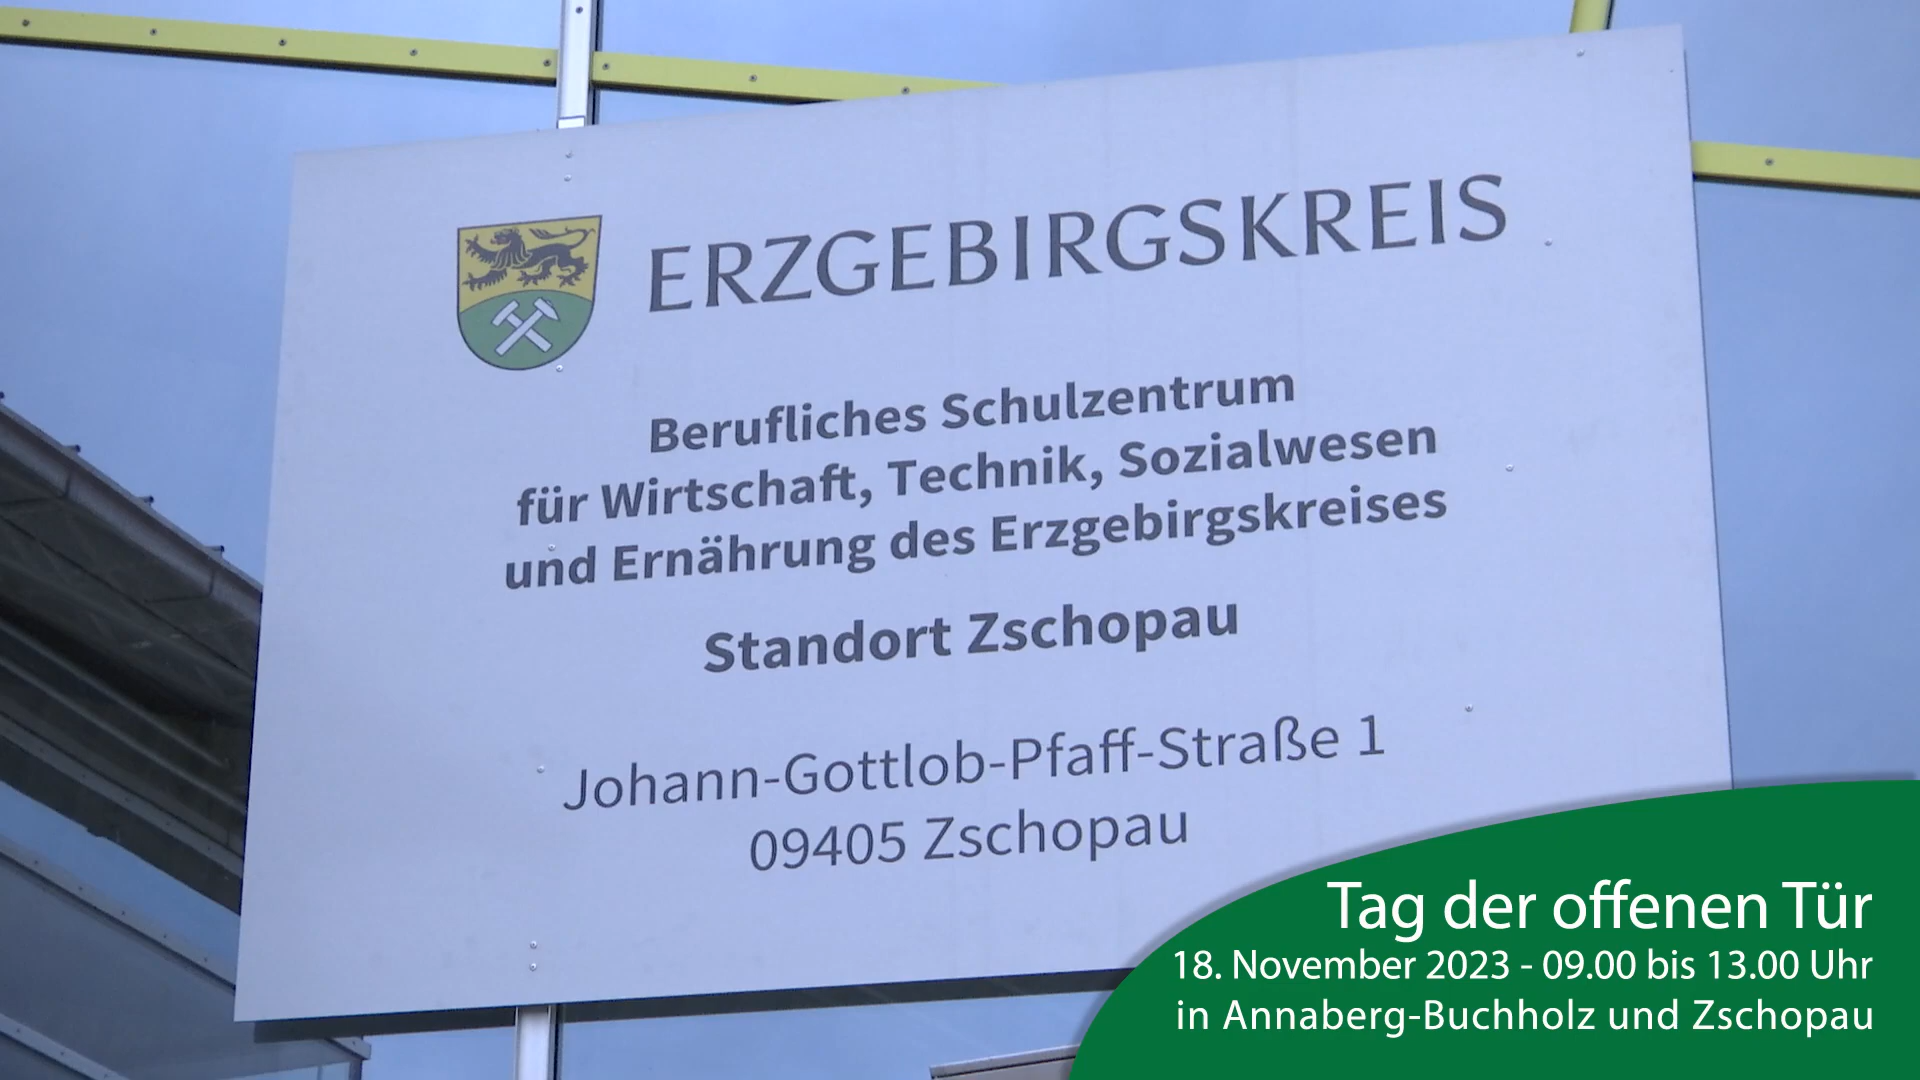 ERZGEBIRGSKREIS
Berufliches Schulzentrum
für Wirtschaft, Technik, Sozialwesen
und Ernährung des Erzgebirgskreises
Standort Zschopau
Johann-Gottlob-Pfaff-Straße 1
09405 Zschopau
Tag der offenen Tür
18. November 2023 - 09.00 bis 13.00 Uhr
in Annaberg-Buchholz und Zschopau